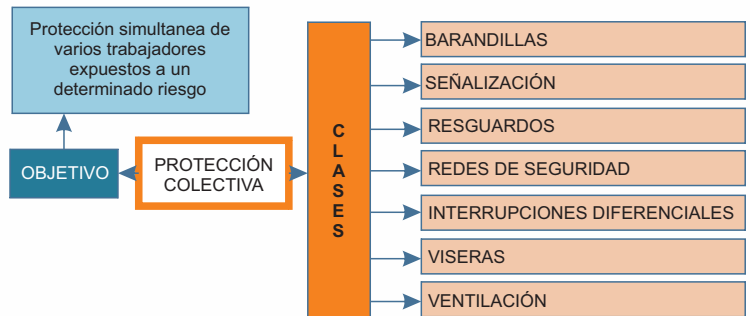 Protección simultanea de
varios trabajadores
expuestos a un
determinado riesgo
OBJETIVO
PROTECCIÓN
COLECTIVA
CLASES
BARANDILLAS
SEÑALIZACIÓN
RESGUARDOS
REDES DE SEGURIDAD
INTERRUPCIONES DIFERENCIALES
VISERAS
VENTILACIÓN